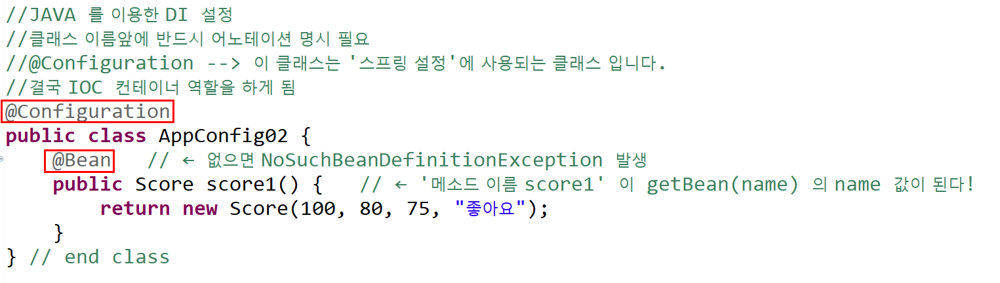 //JAVA 를 이용한 DI 설정
//클래스 이름앞에 반드시 어노테이션 명시 필요
//@Configuration --> 이 클래스는 '스프링 설정'에 사용되는 클래스 입니다.
//결국 IOC 컨테이너 역할을 하게 됨
@Configuration
public class AppConfig02 {
@Bean // ← 없으면 NoSuchBeanDefinitionException 발생
public Score score1() { // ← '메소드 이름 score1' 이 getBean(name) 의 name 값이 된다!
return new Score(100, 80, 75, "좋아요");
}
} // end class